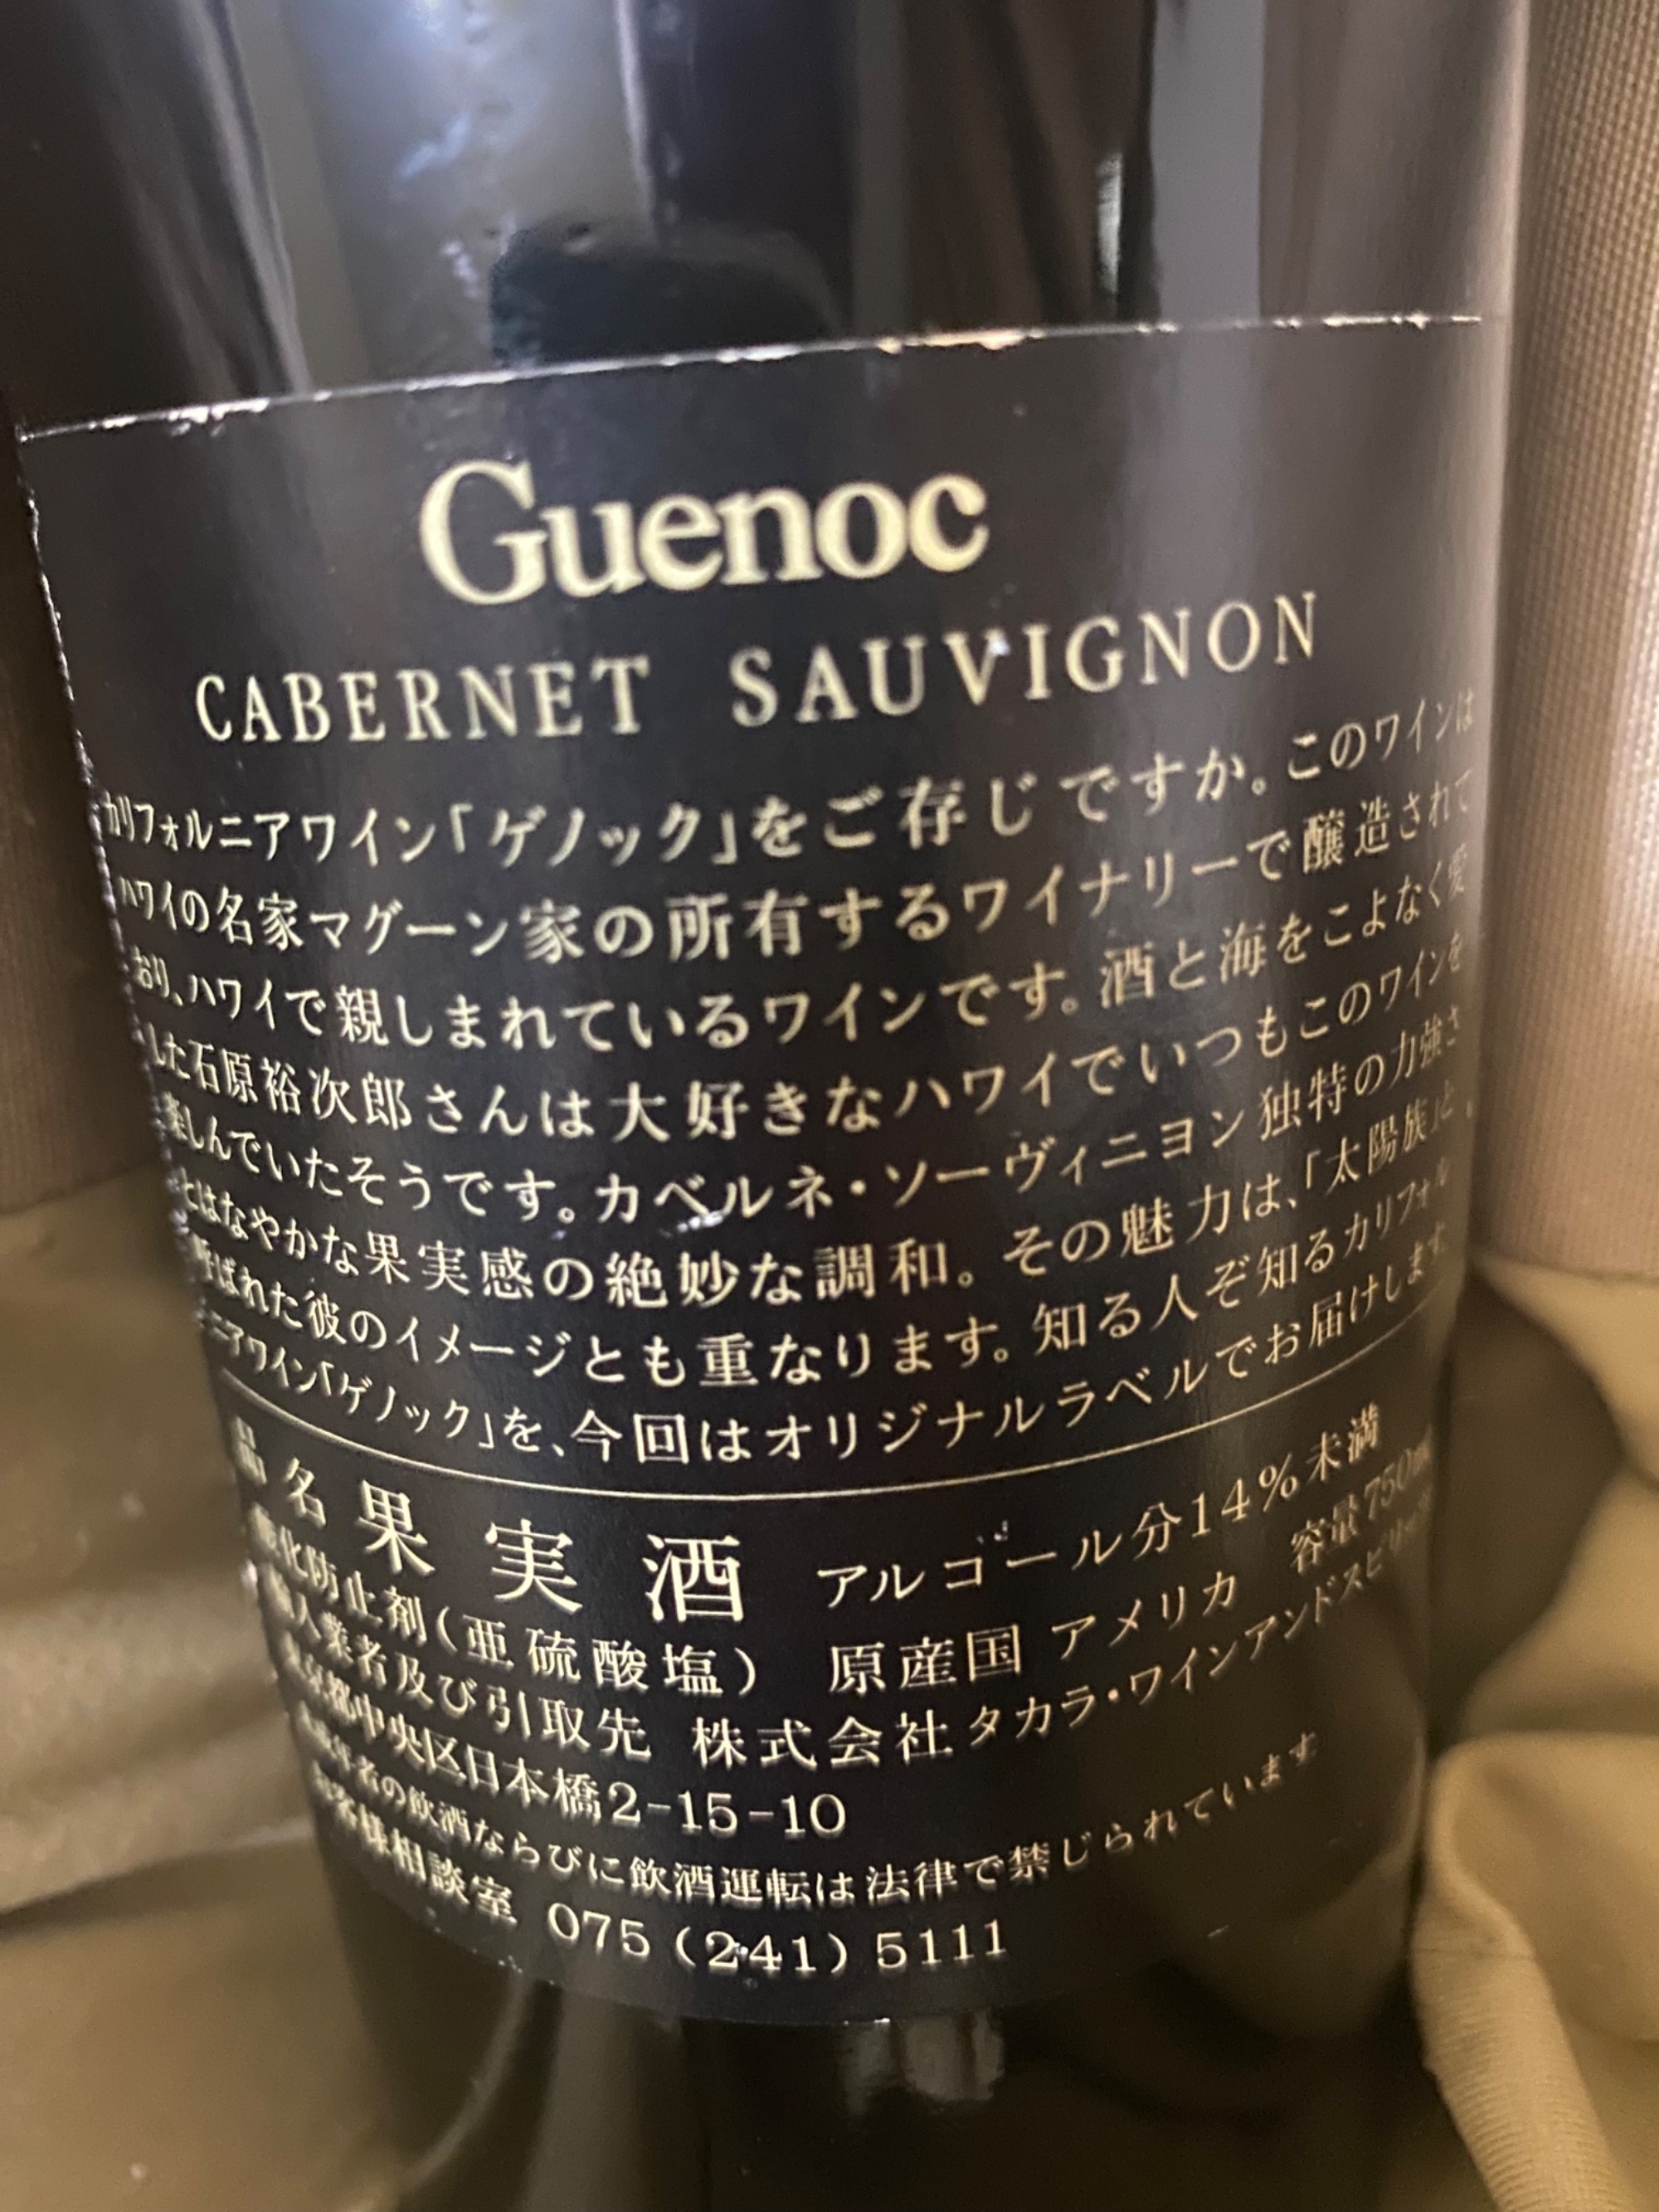 Guenoc
CABERNET SAUVIGNON
カリフォルニアワイン「ゲノック」をご存じですか。このワインは
ハワイの名家マグーン家の所有するワイナリーで醸造されて
おり、ハワイで親しまれているワインです。酒と海をこよなく愛
した石原裕次郎さんは大好きなハワイでいつもこのワインを
楽しんでいたそうです。カベルネ・ソーヴィニヨン独特の力強さ
とはなやかな果実感の絶妙な調和。その魅力は、「太陽族」と
呼ばれた彼のイメージとも重なります。知る人ぞ知るカリフォル
ニアワイン「ゲノック」を、今回はオリジナルラベルでお届けします。
品名 果実酒 アルコール分14%未満
酸化防止剤(亜硫酸塩) 原産国 アメリカ 容量750ml
輸入業者及び引取先 株式会社タカラ・ワインアンドスピリッツ
東京都中央区日本橋2-15-10
未成年者の飲酒ならびに飲酒運転は法律で禁じられています
お客様相談室 075(241)5111